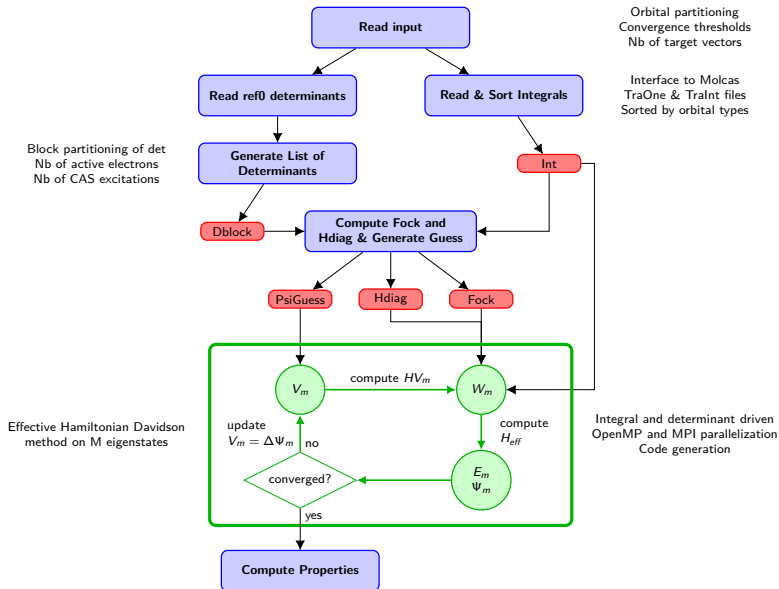 Read input
Orbital partitioning
Convergence thresholds
Nb of target vectors
Read ref0 determinants
Read & Sort Integrals
Interface to Molcas
TraOne & TraInt files
Sorted by orbital types
Block partitioning of det
Nb of active electrons
Nb of CAS excitations
Generate List of
Determinants
Int
Dblock
Compute Fock and
Hdiag & Generate Guess
PsiGuess
Hdiag
Fock
V_m
compute HV_m
W_m
Effective Hamiltonian Davidson
method on M eigenstates
update
V_m = ΔΨ_m
no
compute
H_eff
Integral and determinant driven
OpenMP and MPI parallelization
Code generation
converged?
E_m
Ψ_m
yes
Compute Properties